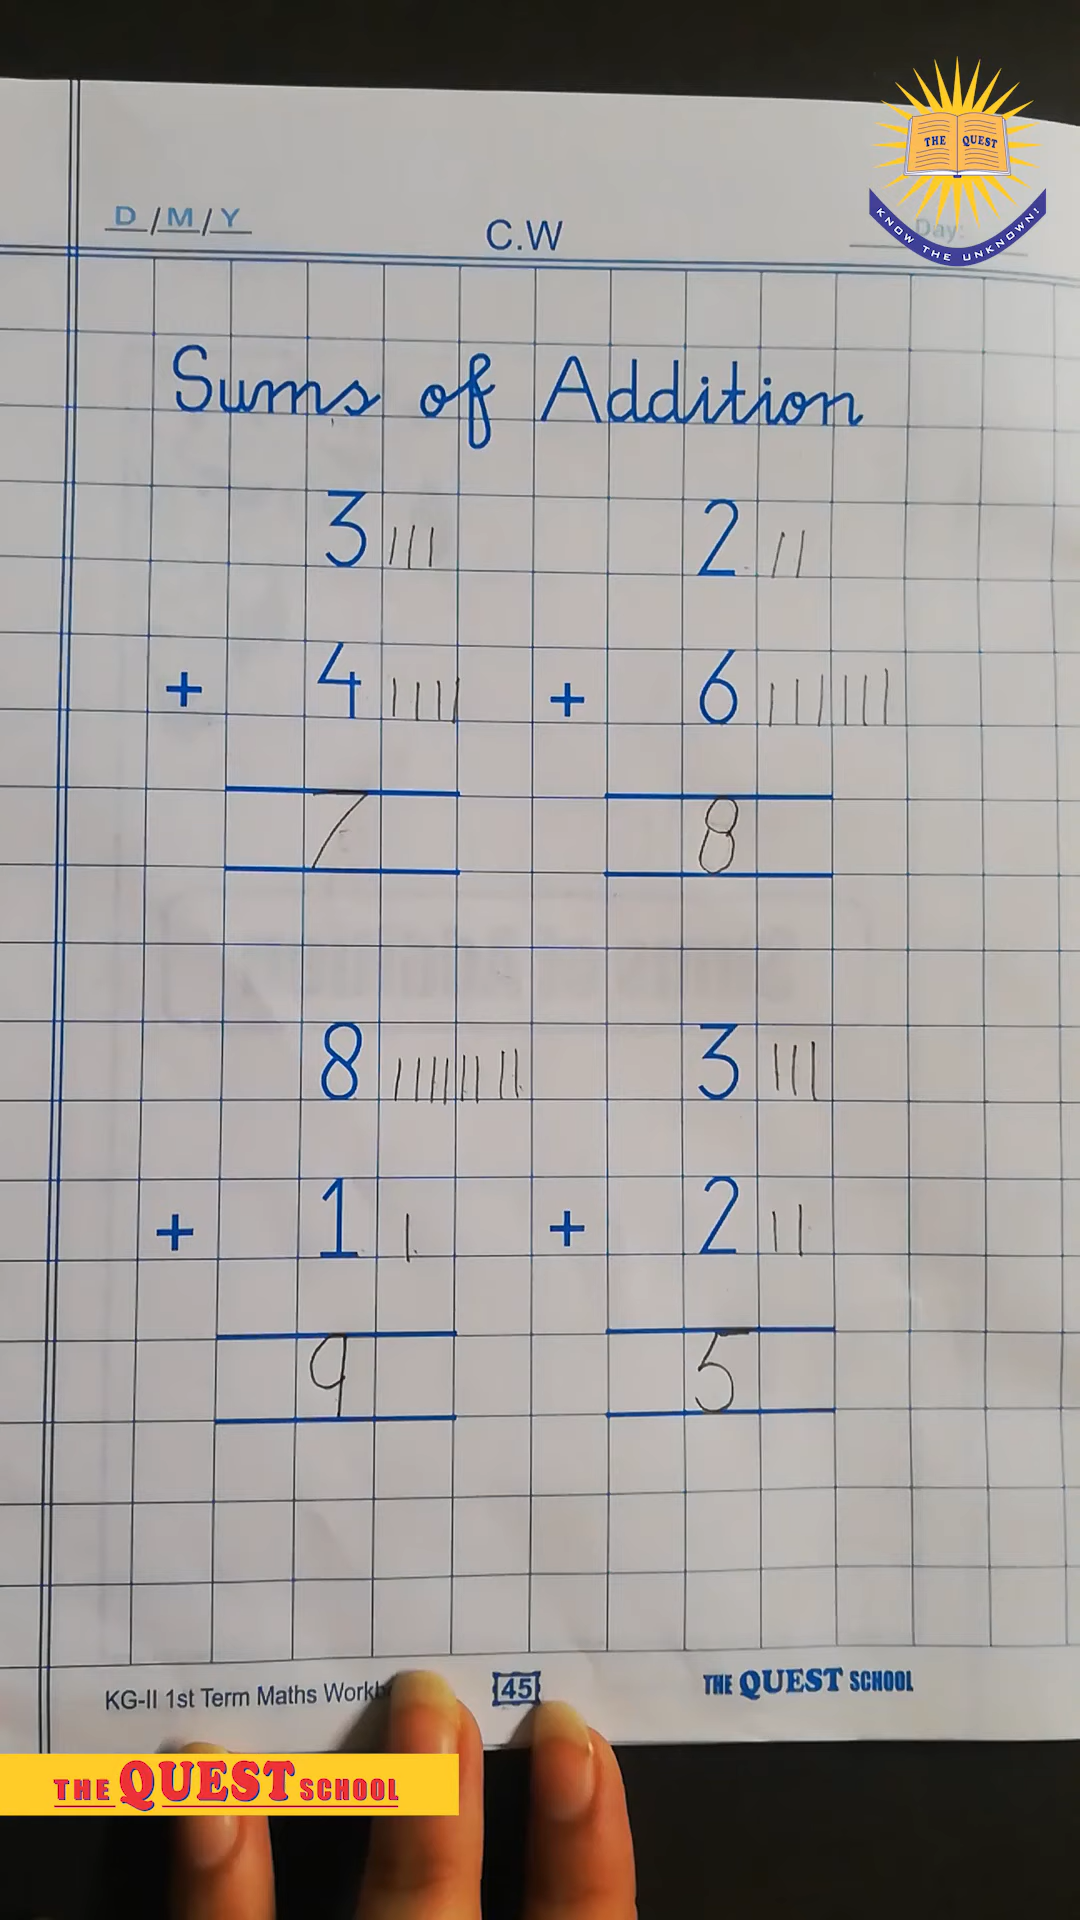 THE QUEST
KNOW THE UNKNOWN!
D/M/Y
C.W
Day:
Sums of Addition
3 2
+ 4 + 6
7 8
8 3
+ 1 + 2
9 5
KG-II 1st Term Maths
45
THE QUEST SCHOOL
THE QUEST SCHOOL